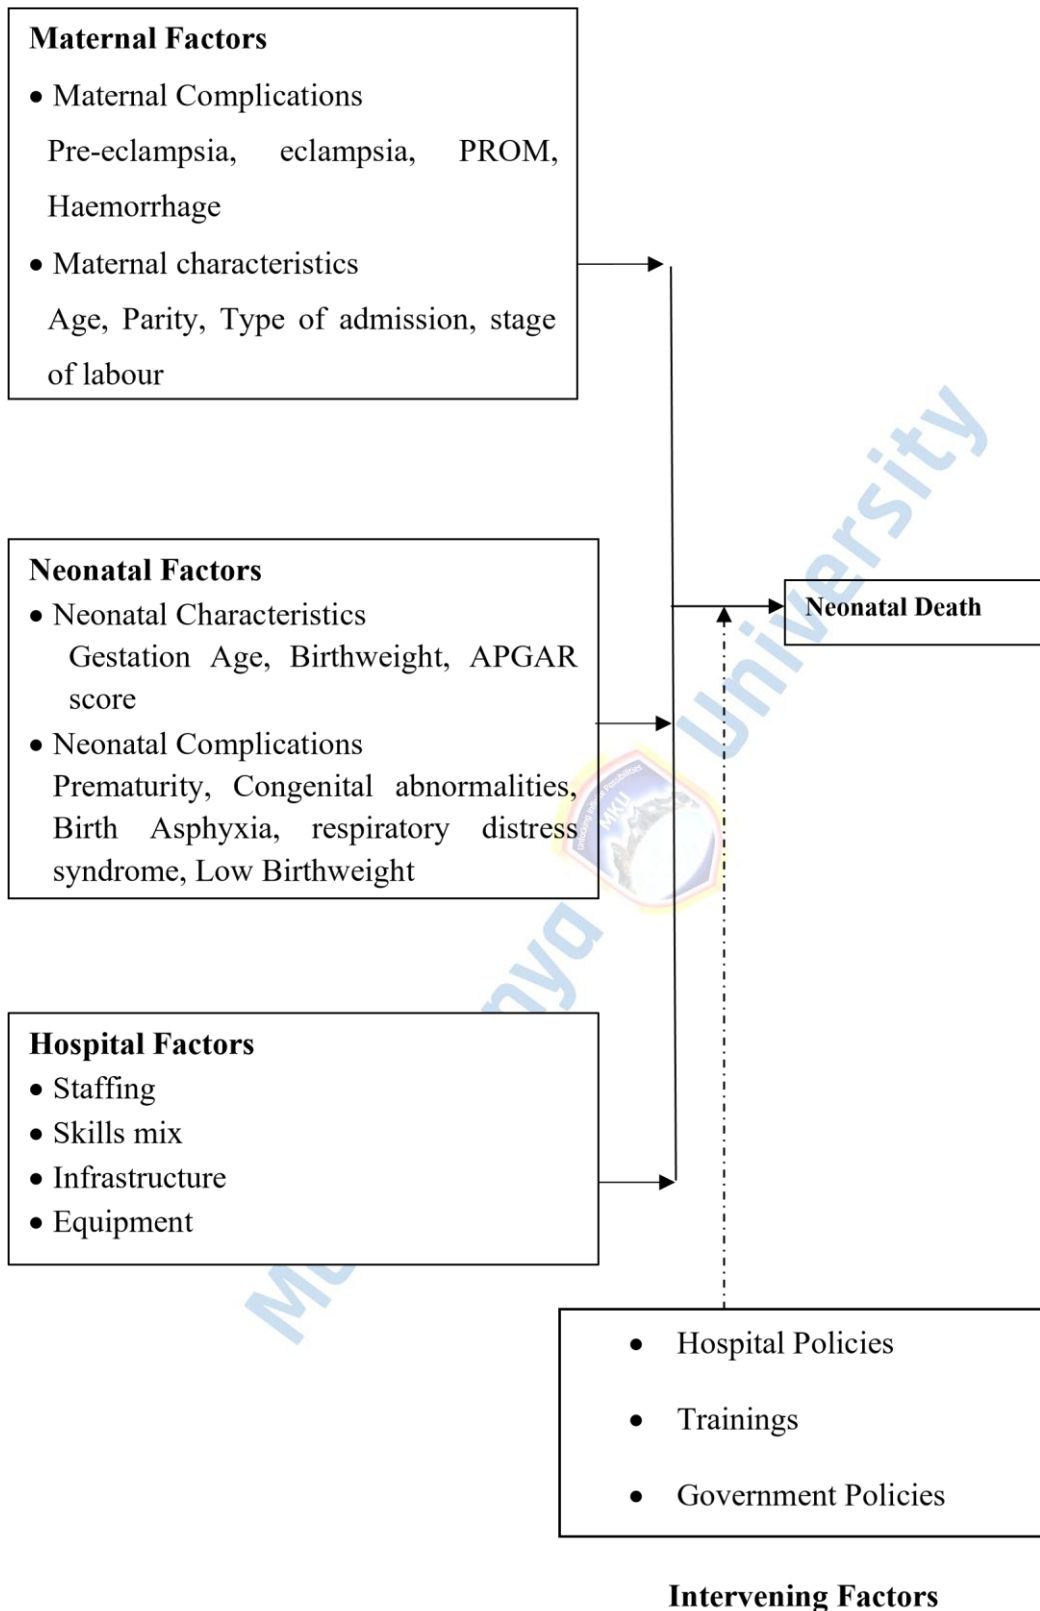 Maternal Factors
• Maternal Complications
Pre-eclampsia, eclampsia, PROM,
Haemorrhage
• Maternal characteristics
Age, Parity, Type of admission, stage
of labour
Neonatal Factors
• Neonatal Characteristics
Gestation Age, Birthweight, APGAR
score
• Neonatal Complications
Prematurity, Congenital abnormalities,
Birth Asphyxia, respiratory distress
syndrome, Low Birthweight
Neonatal Death
Hospital Factors
• Staffing
• Skills mix
• Infrastructure
• Equipment
• Hospital Policies
• Trainings
• Government Policies
Intervening Factors
University
MKU